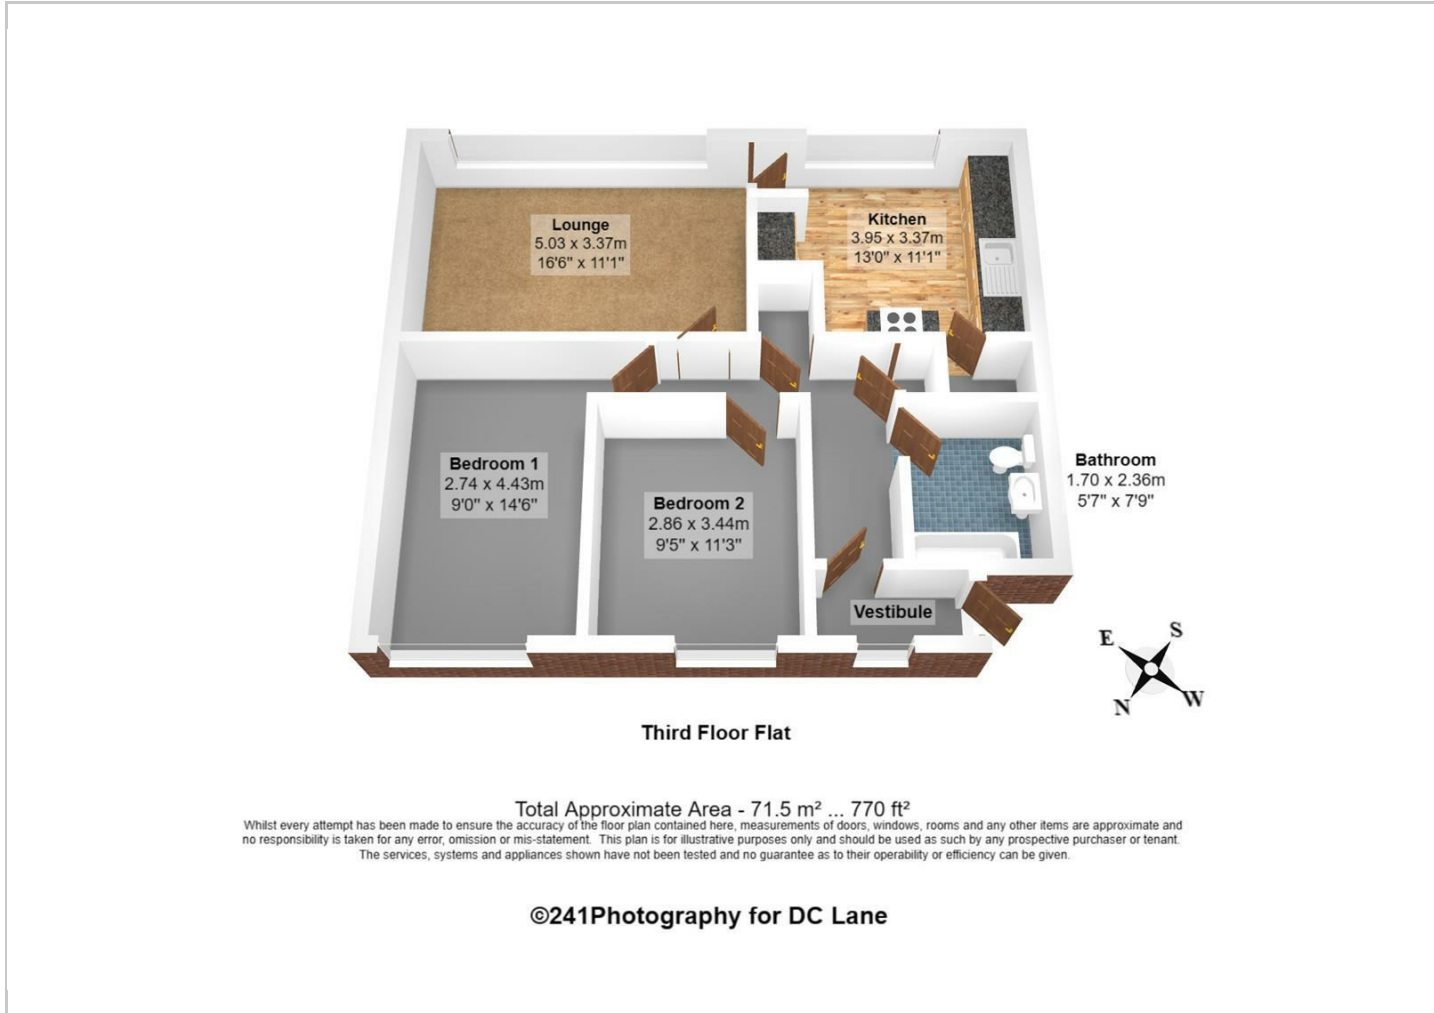 Lounge
5.03 x 3.37m
16'6" x 11'1"
Kitchen
3.95 x 3.37m
13'0" x 11'1"
Bedroom 1
2.74 x 4.43m
9'0" x 14'6"
Bedroom 2
2.86 x 3.44m
9'5" x 11'3"
Bathroom
1.70 x 2.36m
5'7" x 7'9"
Vestibule
E
S
N
W
Third Floor Flat
Total Approximate Area - 71.5 m² ... 770 ft²
Whilst every attempt has been made to ensure the accuracy of the floor plan contained here, measurements of doors, windows, rooms and any other items are approximate and
no responsibility is taken for any error, omission or mis-statement. This plan is for illustrative purposes only and should be used as such by any prospective purchaser or tenant.
The services, systems and appliances shown have not been tested and no guarantee as to their operability or efficiency can be given.
©241Photography for DC Lane